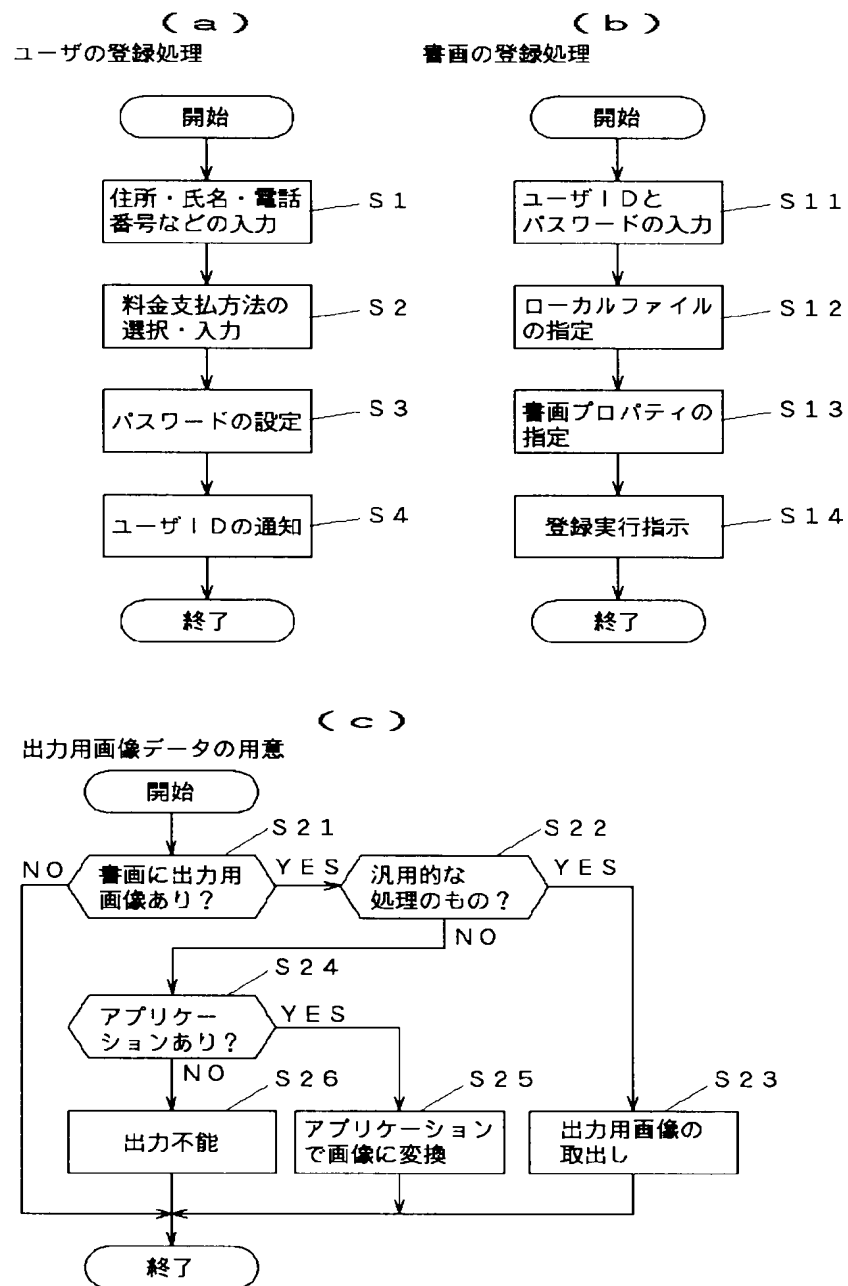 (a)
ユーザの登録処理
開始
住所・氏名・電話
番号などの入力
S1
料金支払方法の
選択・入力
S2
パスワードの設定
S3
ユーザIDの通知
S4
終了
(b)
書画の登録処理
開始
ユーザIDと
パスワードの入力
S11
ローカルファイル
の指定
S12
書画プロパティの
指定
S13
登録実行指示
S14
終了
(c)
出力用画像データの用意
開始
S21
書画に出力用
画像あり?
NO
YES
S22
汎用的な
処理のもの?
YES
NO
S24
アプリケー
ションあり?
YES
NO
S26
出力不能
S25
アプリケーション
で画像に変換
S23
出力用画像の
取出し
終了